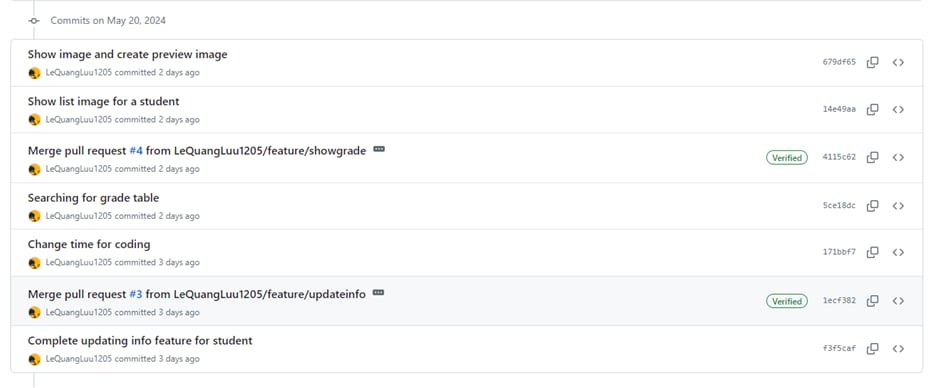 Commits on May 20, 2024
Show image and create preview image
LeQuangLuu1205 committed 2 days ago
679df65
Show list image for a student
LeQuangLuu1205 committed 2 days ago
14e49aa
Merge pull request #4 from LeQuangLuu1205/feature/showgrade
LeQuangLuu1205 committed 2 days ago
Verified 4115c62
Searching for grade table
LeQuangLuu1205 committed 2 days ago
5ce18dc
Change time for coding
LeQuangLuu1205 committed 3 days ago
171bbf7
Merge pull request #3 from LeQuangLuu1205/feature/updateinfo
LeQuangLuu1205 committed 3 days ago
Verified 1ecf382
Complete updating info feature for student
LeQuangLuu1205 committed 3 days ago
f3f5caf